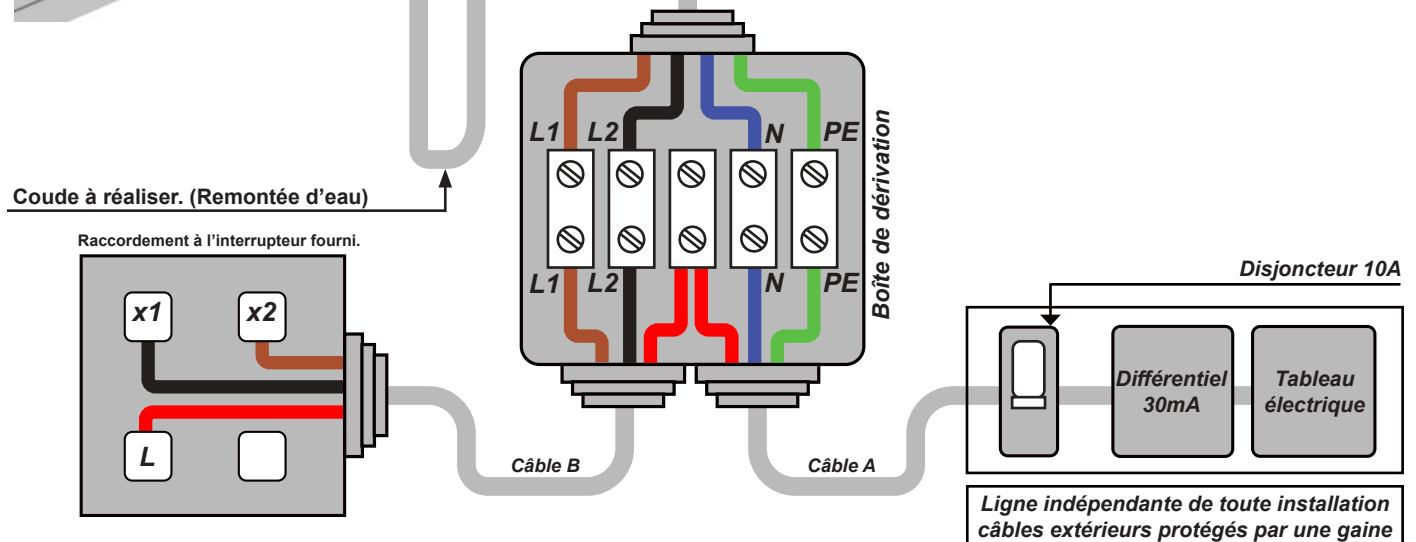 L1 L2 N PE
Boîte de dérivation
Coude à réaliser. (Remontée d'eau)
Raccordement à l'interrupteur fourni.
L1 L2 N PE
x1 x2
L
Câble B
Câble A
Disjoncteur 10A
Différentiel
30mA
Tableau
électrique
Ligne indépendante de toute installation
câbles extérieurs protégés par une gaine